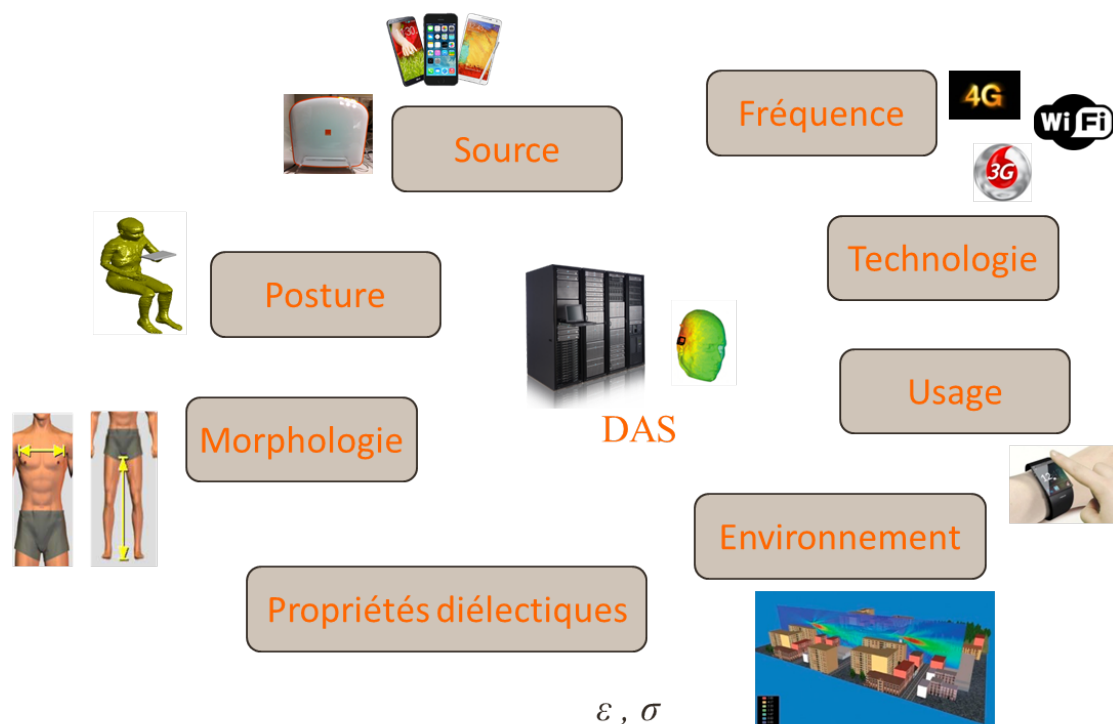 Source
Fréquence
4G
WiFi
3G
Technologie
Posture
Usage
DAS
Morphologie
Environnement
Propriétés diélectiques
ε , σ